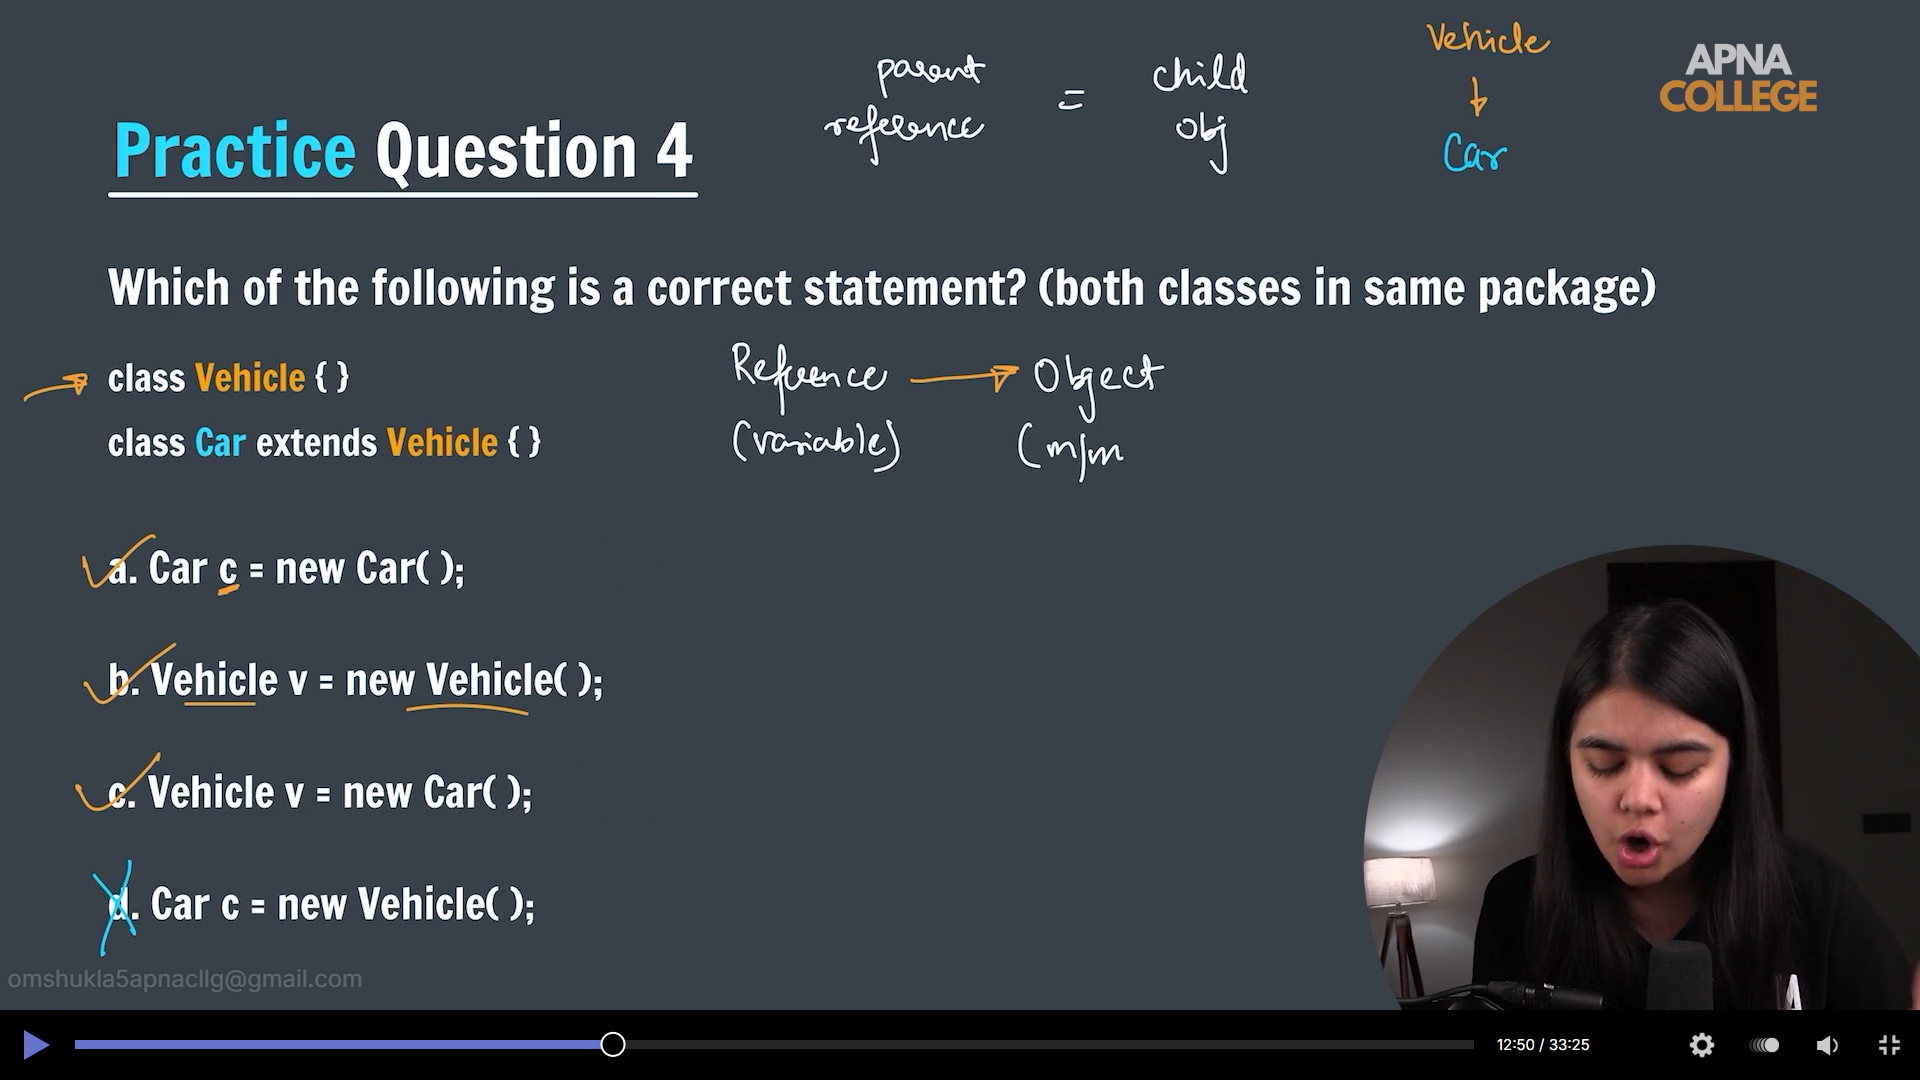 Vehicle
parent
child
APNA
COLLEGE
reference
=
obj
Car
Practice Question 4
Which of the following is a correct statement? (both classes in same package)
class Vehicle { }
Reference
Object
class Car extends Vehicle { }
(variable)
(m/m
a. Car c = new Car( );
b. Vehicle v = new Vehicle( );
c. Vehicle v = new Car( );
d. Car c = new Vehicle( );
omshukla5apnacllg@gmail.com
12:50 / 33:25